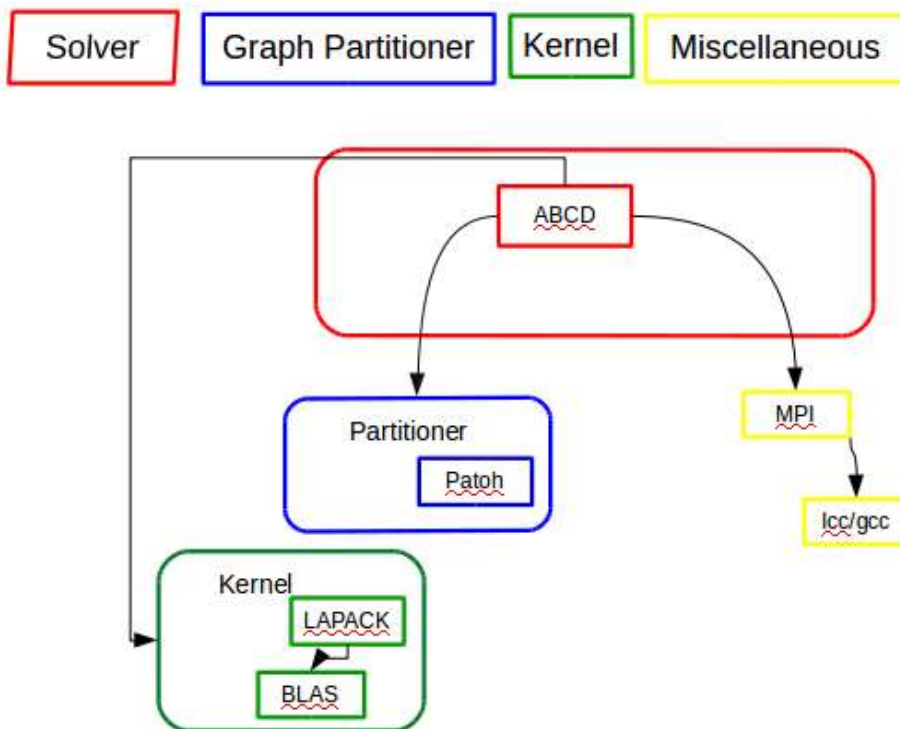 Solver
Graph Partitioner
Kernel
Miscellaneous
ABCD
Partitioner
Patoh
MPI
Icc/gcc
Kernel
LAPACK
BLAS